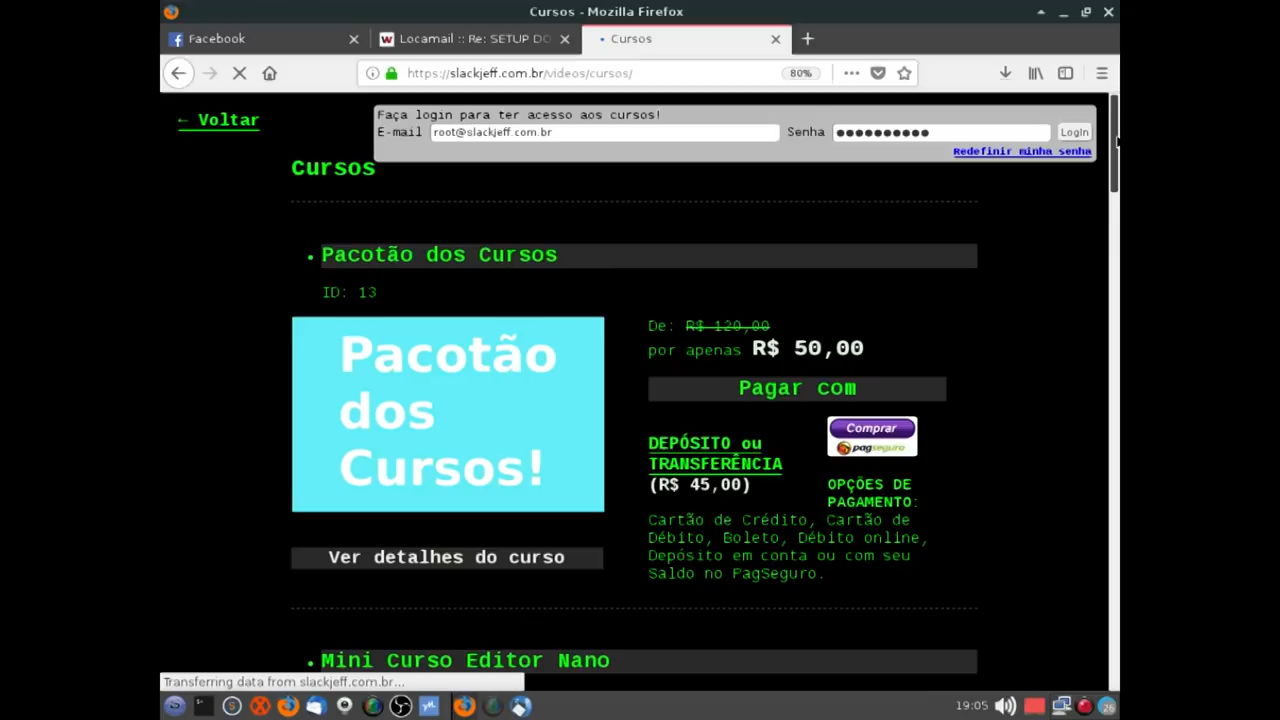 Cursos - Mozilla Firefox
Facebook
Locamail :: Re: SETUP DO
Cursos
https://slackjeff.com.br/videos/cursos/
80%
← Voltar
Faça login para ter acesso aos cursos!
E-mail root@slackjeff.com.br Senha ●●●●●●●●●● Login
Redefinir minha senha
Cursos
Pacotão dos Cursos
ID: 13
Pacotão
dos
Cursos!
Ver detalhes do curso
De: R$ 120,00
por apenas R$ 50,00
Pagar com
DEPÓSITO ou
TRANSFERÊNCIA
(R$ 45,00)
Comprar
pagseguro
OPÇÕES DE
PAGAMENTO:
Cartão de Crédito, Cartão de
Débito, Boleto, Débito online,
Depósito em conta ou com seu
Saldo no PagSeguro.
Mini Curso Editor Nano
Transferring data from slackjeff.com.br...
19:05
26